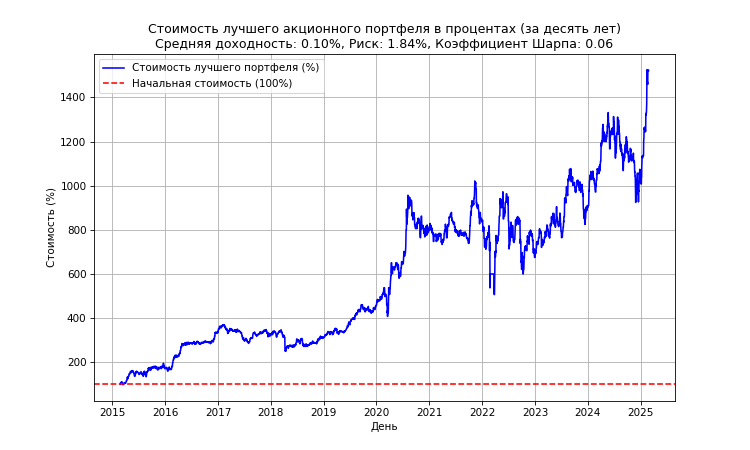 Стоимость лучшего акционного портфеля в процентах (за десять лет)
Средняя доходность: 0.10%, Риск: 1.84%, Коэффициент Шарпа: 0.06
Стоимость лучшего портфеля (%)
Начальная стоимость (100%)
Стоимость (%)
1400
1200
1000
800
600
400
200
2015 2016 2017 2018 2019 2020 2021 2022 2023 2024 2025
День